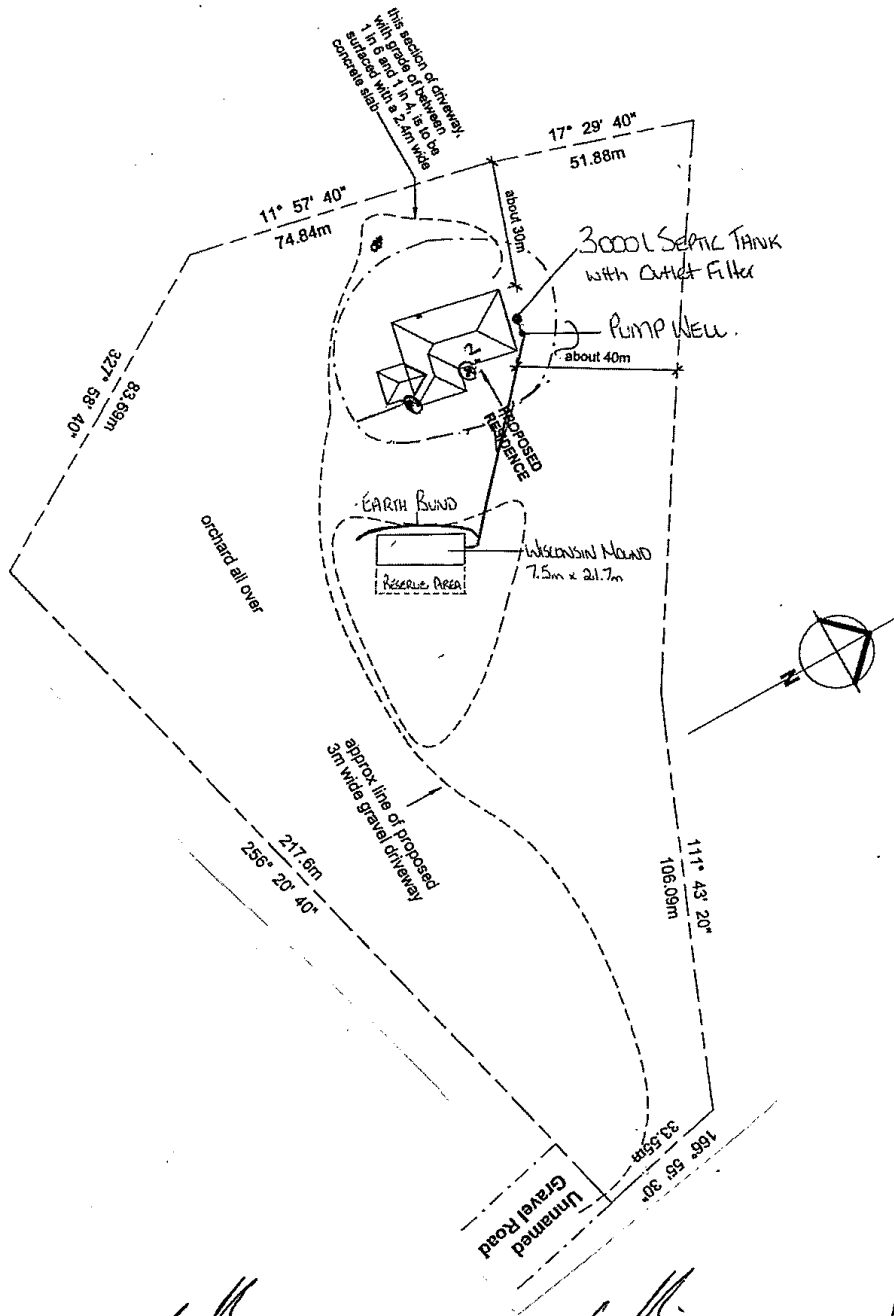 this section of driveway,
with grade of between
1 in 6 and 1 in 4, is to be
surfaced with a 2.4m wide
concrete slab
17° 29' 40"
51.88m
11° 57' 40"
74.84m
about 30m
3000L SEPTIC TANK
with Outlet Filter
PUMP WELL.
about 40m
327° 58' 40"
83.69m
PROPOSED
RESIDENCE
EARTH BUND
WISCONSIN MOUND
7.5m x 21.7m
RESERVE AREA
orchard all over
N
approx line of proposed
3m wide gravel driveway
217.6m
256° 20' 40"
111° 43' 20"
106.09m
33.55m
166° 55' 30"
Unnamed
Gravel Road